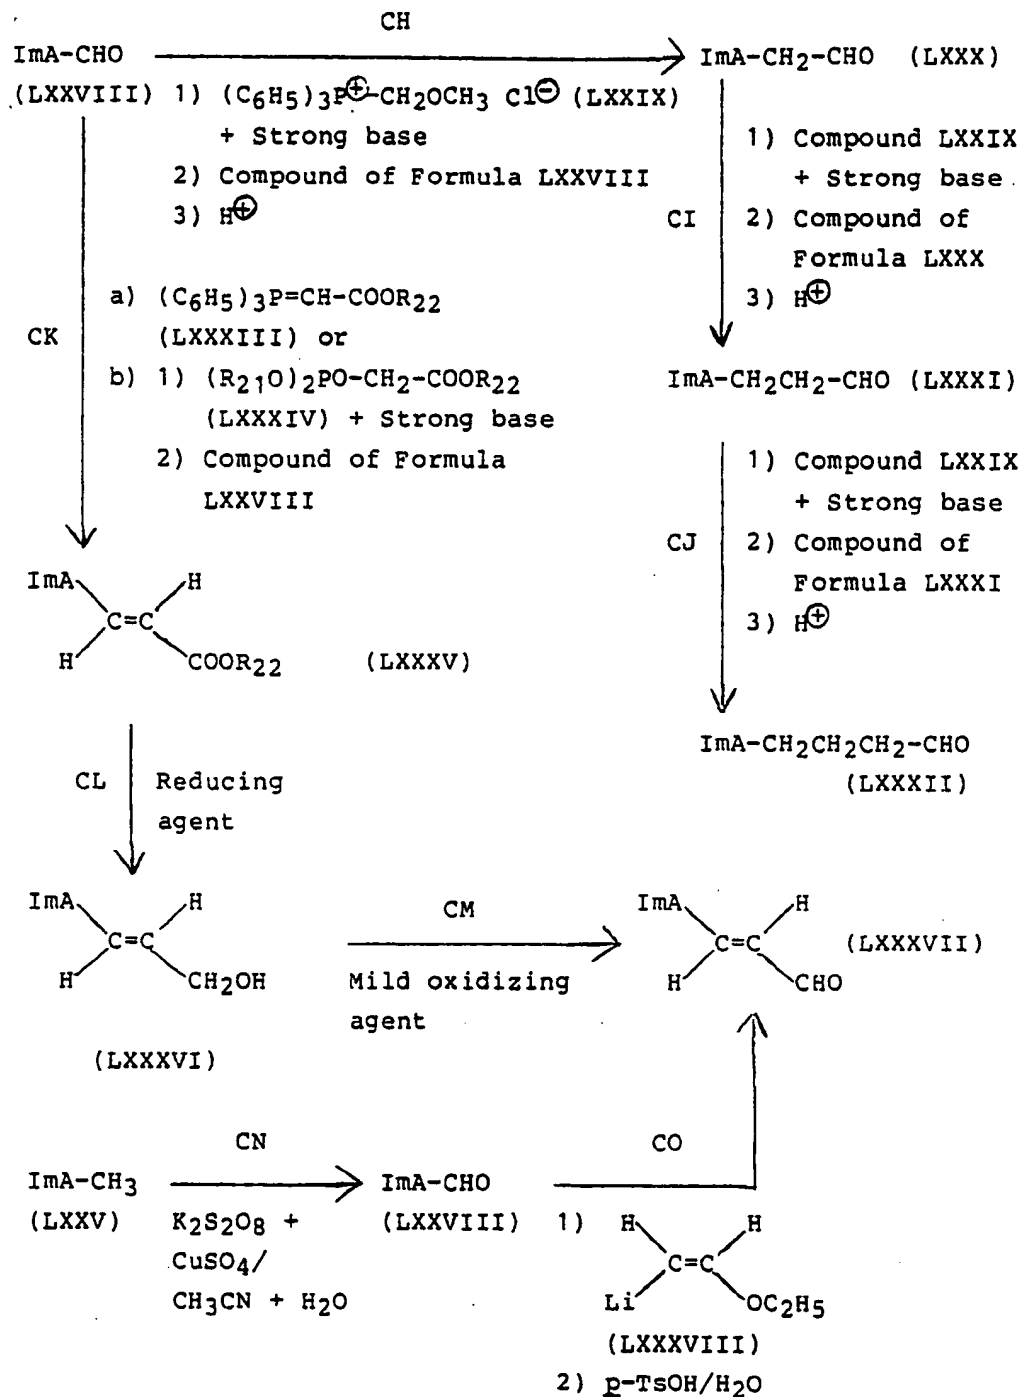 CH
ImA-CHO
ImA-CH2-CHO (LXXX)
(LXXVIII) 1) (C6H5)3P⊕-CH2OCH3 Cl⊖ (LXXIX)
+ Strong base
2) Compound of Formula LXXVIII
3) H⊕
1) Compound LXXIX
+ Strong base
CI 2) Compound of
Formula LXXX
3) H⊕
CK
a) (C6H5)3P=CH-COOR22
(LXXXIII) or
b) 1) (R21O)2PO-CH2-COOR22
(LXXXIV) + Strong base
2) Compound of Formula
LXXVIII
ImA-CH2CH2-CHO (LXXXI)
1) Compound LXXIX
+ Strong base
CJ 2) Compound of
Formula LXXXI
3) H⊕
ImA H
C=C
H COOR22 (LXXXV)
ImA-CH2CH2CH2-CHO
(LXXXII)
CL Reducing
agent
ImA H
C=C
H CH2OH
(LXXXVI)
CM
Mild oxidizing
agent
ImA H
C=C (LXXXVII)
H CHO
CN
CO
ImA-CH3
(LXXV)
K2S2O8 +
CuSO4/
CH3CN + H2O
ImA-CHO
(LXXVIII)
1)
H H
C=C
Li OC2H5
(LXXXVIII)
2) p-TsOH/H2O